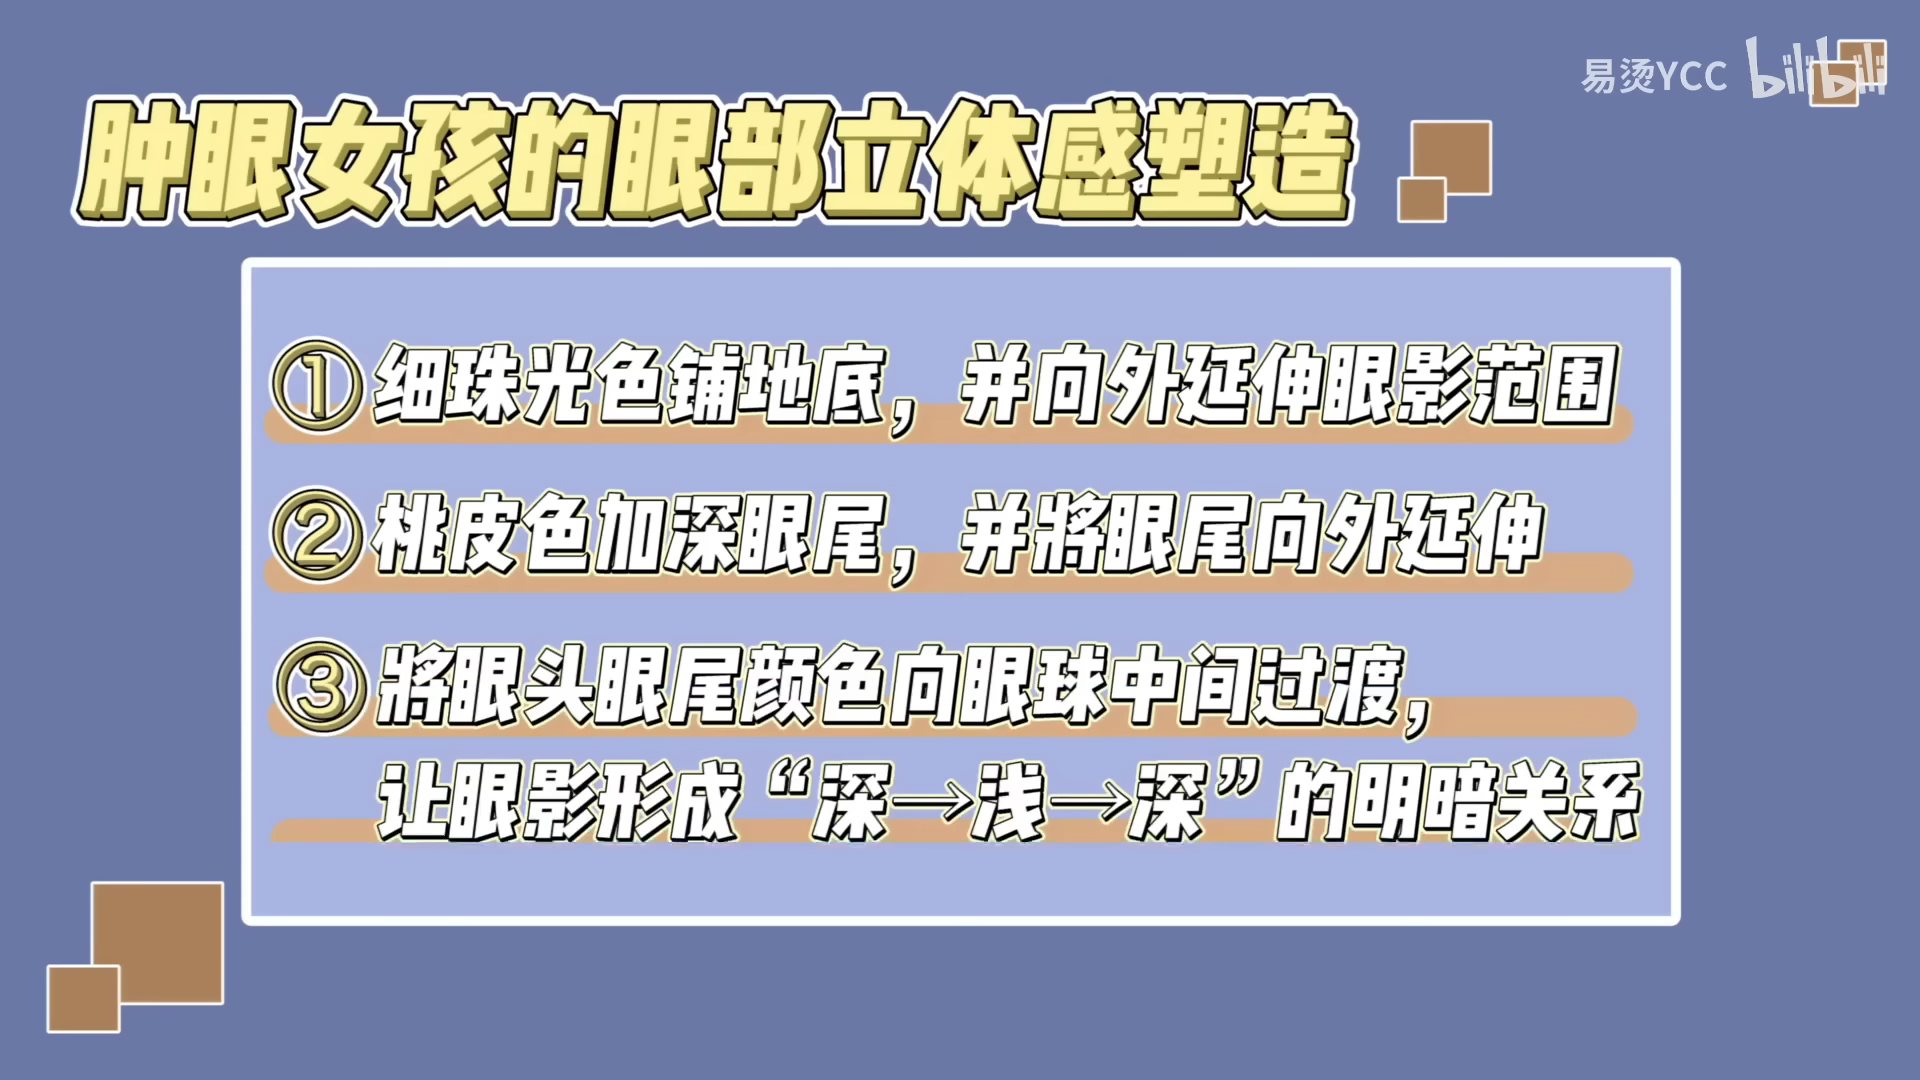 易烫YCC bilibili
肿眼女孩的眼部立体感塑造
①细珠光色铺地底，并向外延伸眼影范围
②桃皮色加深眼尾，并將眼尾向外延伸
③將眼头眼尾颜色向眼球中间过渡，
让眼影形成“深→浅→深”的明暗关系